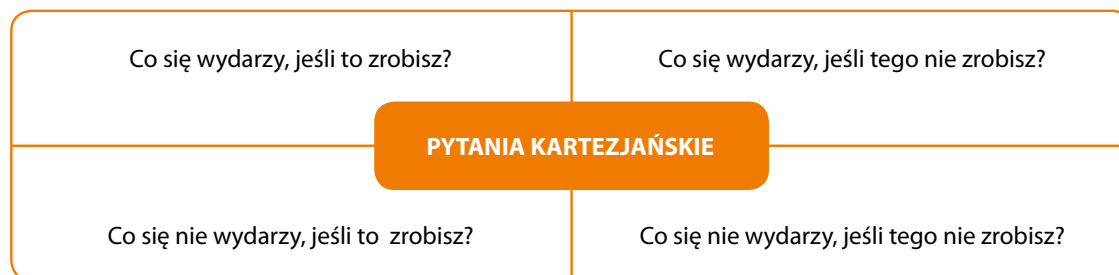 Co się wydarzy, jeśli to zrobisz?
Co się wydarzy, jeśli tego nie zrobisz?
PYTANIA KARTEZJAŃSKIE
Co się nie wydarzy, jeśli to zrobisz?
Co się nie wydarzy, jeśli tego nie zrobisz?